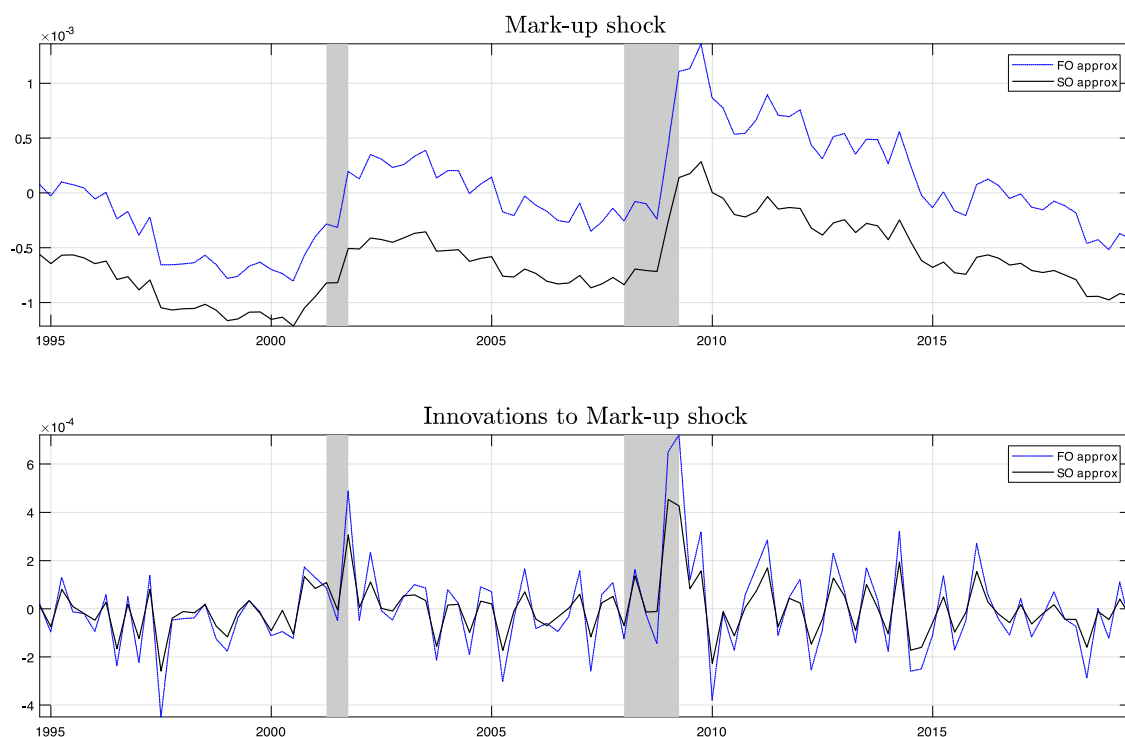 Mark-up shock
×10-3
FO approx
SO approx
1
0.5
0
-0.5
-1
1995 2000 2005 2010 2015
Innovations to Mark-up shock
×10-4
FO approx
SO approx
6
4
2
0
-2
-4
1995 2000 2005 2010 2015